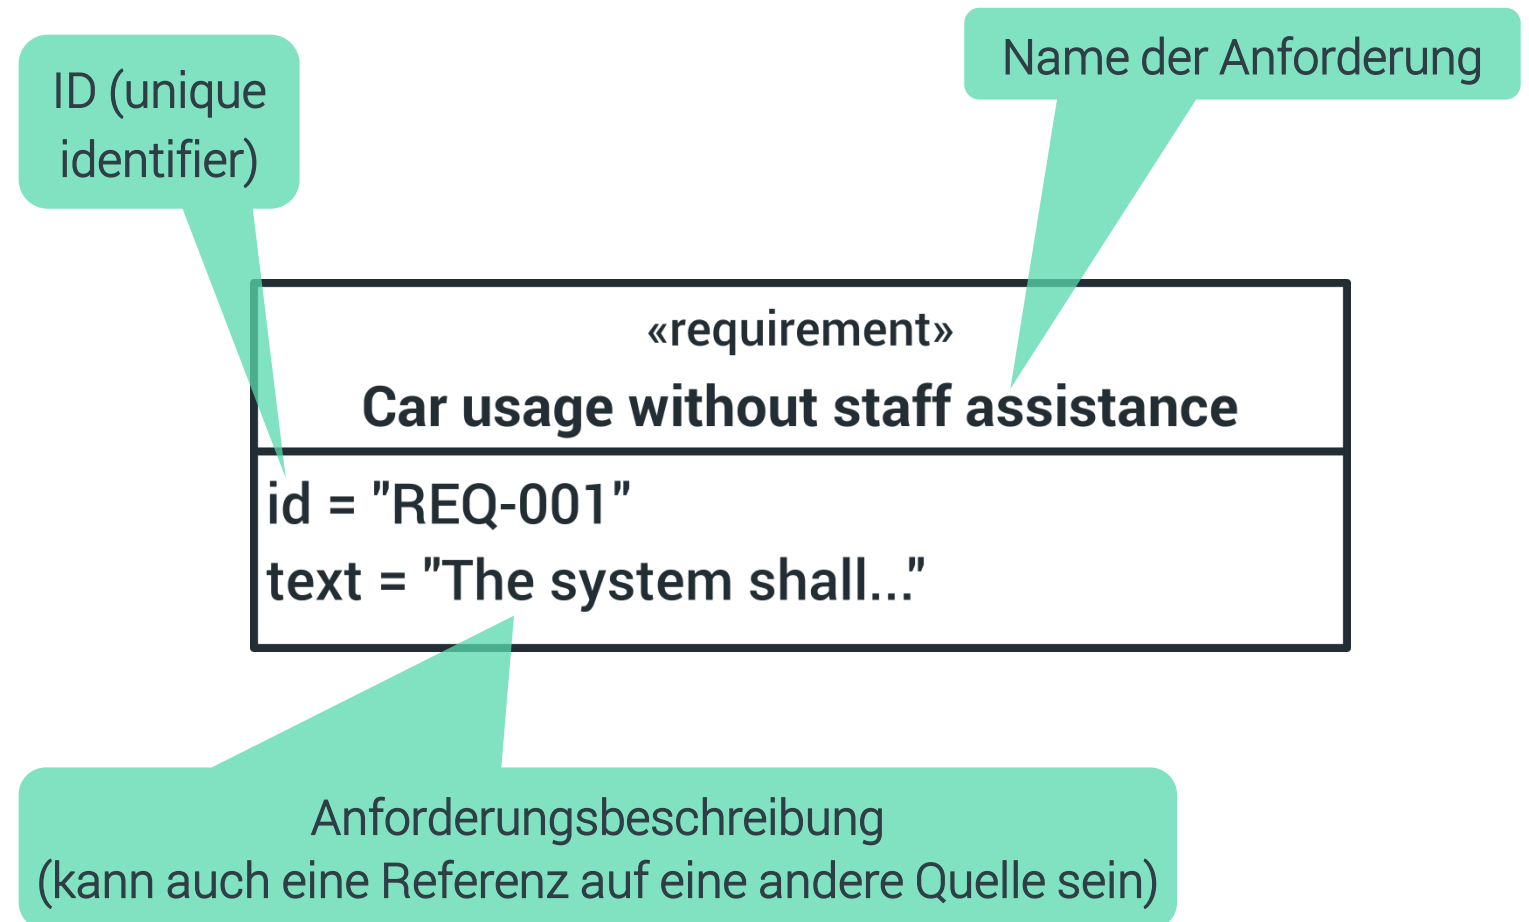 ID (unique
identifier)
Name der Anforderung
«requirement»
Car usage without staff assistance
id = "REQ-001"
text = "The system shall..."
Anforderungsbeschreibung
(kann auch eine Referenz auf eine andere Quelle sein)